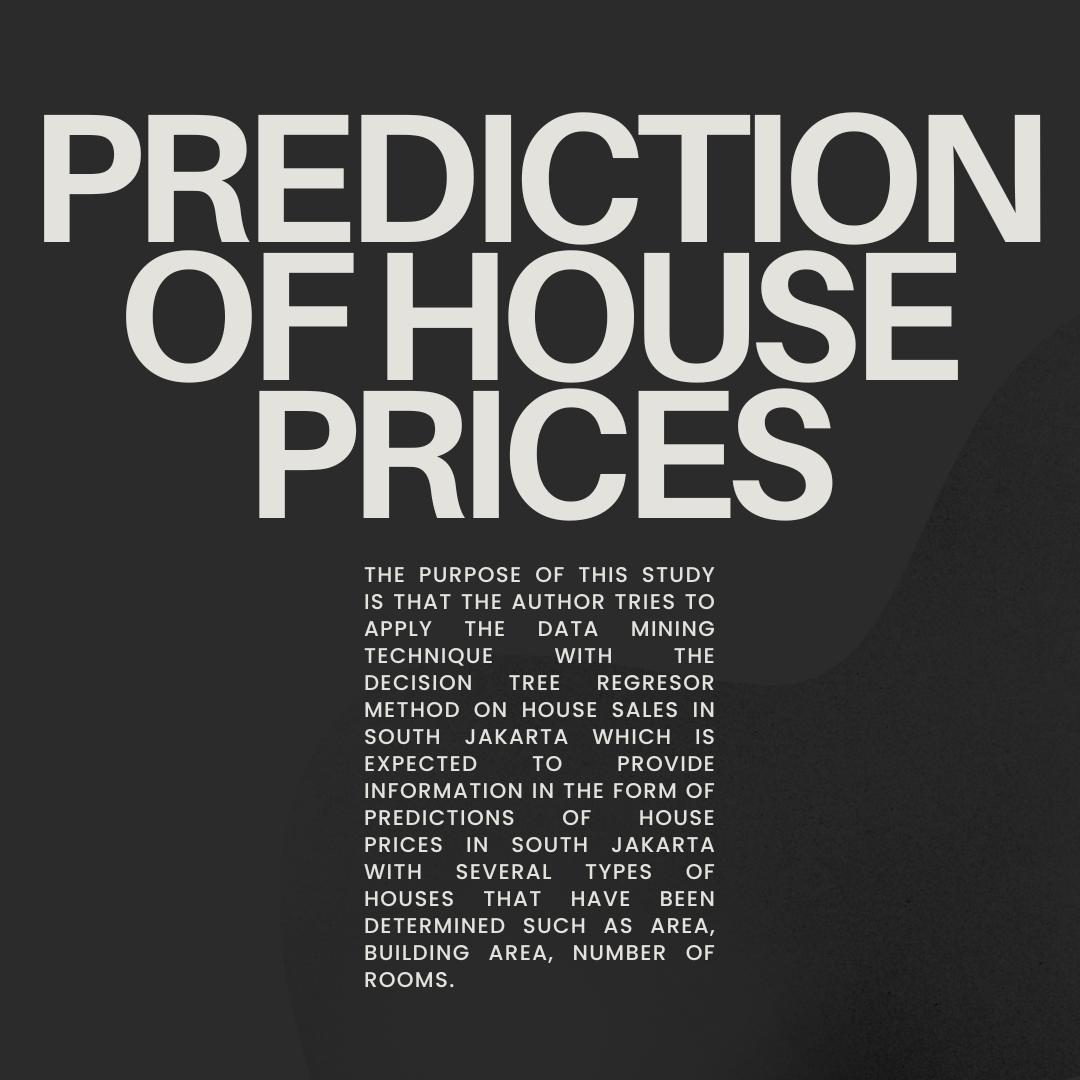 PREDICTION
OF HOUSE
PRICES
THE PURPOSE OF THIS STUDY
IS THAT THE AUTHOR TRIES TO
APPLY THE DATA MINING
TECHNIQUE WITH THE
DECISION TREE REGRESOR
METHOD ON HOUSE SALES IN
SOUTH JAKARTA WHICH IS
EXPECTED TO PROVIDE
INFORMATION IN THE FORM OF
PREDICTIONS OF HOUSE
PRICES IN SOUTH JAKARTA
WITH SEVERAL TYPES OF
HOUSES THAT HAVE BEEN
DETERMINED SUCH AS AREA,
BUILDING AREA, NUMBER OF
ROOMS.